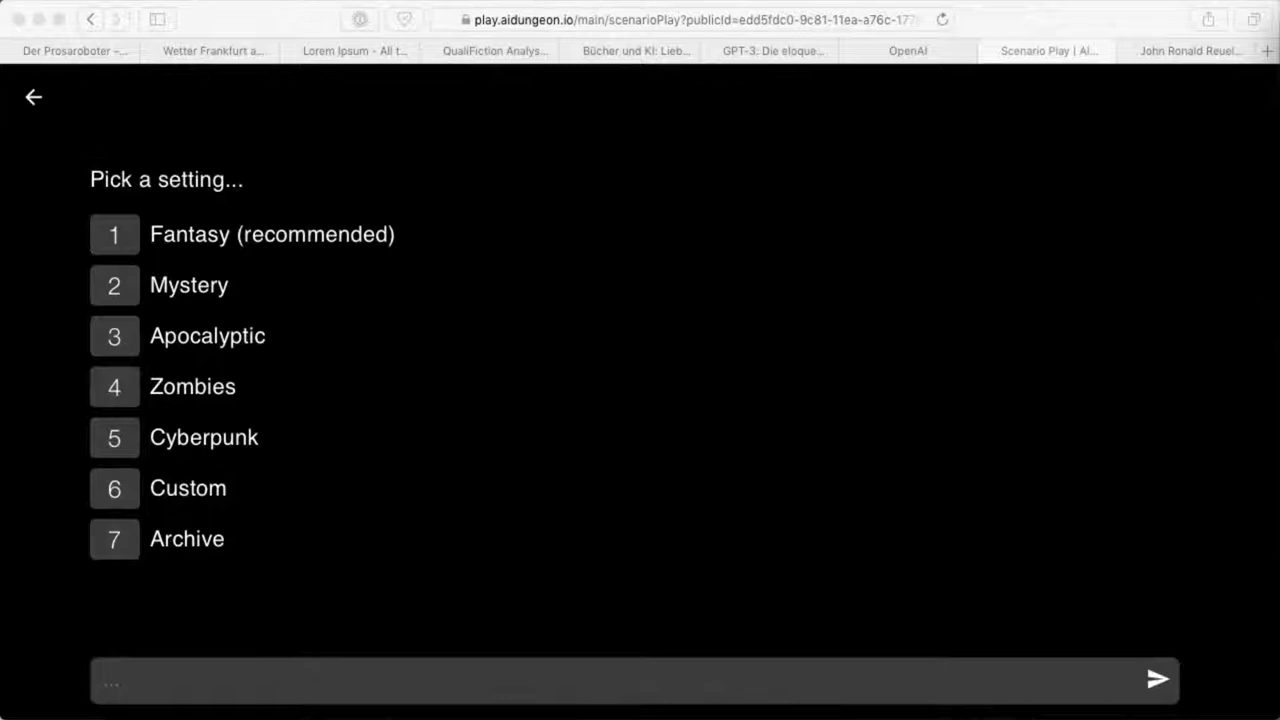 play.aidungeon.io/main/scenarioPlay?publicId=edd5fdc0-9c81-11ea-a76c-177
Der Prosaroboter –...
Wetter Frankfurt a...
Lorem Ipsum - All t...
QualiFiction Analys...
Bücher und KI: Lieb...
GPT-3: Die eloque...
OpenAI
Scenario Play | AI...
John Ronald Reuel...
Pick a setting...
1 Fantasy (recommended)
2 Mystery
3 Apocalyptic
4 Zombies
5 Cyberpunk
6 Custom
7 Archive
...